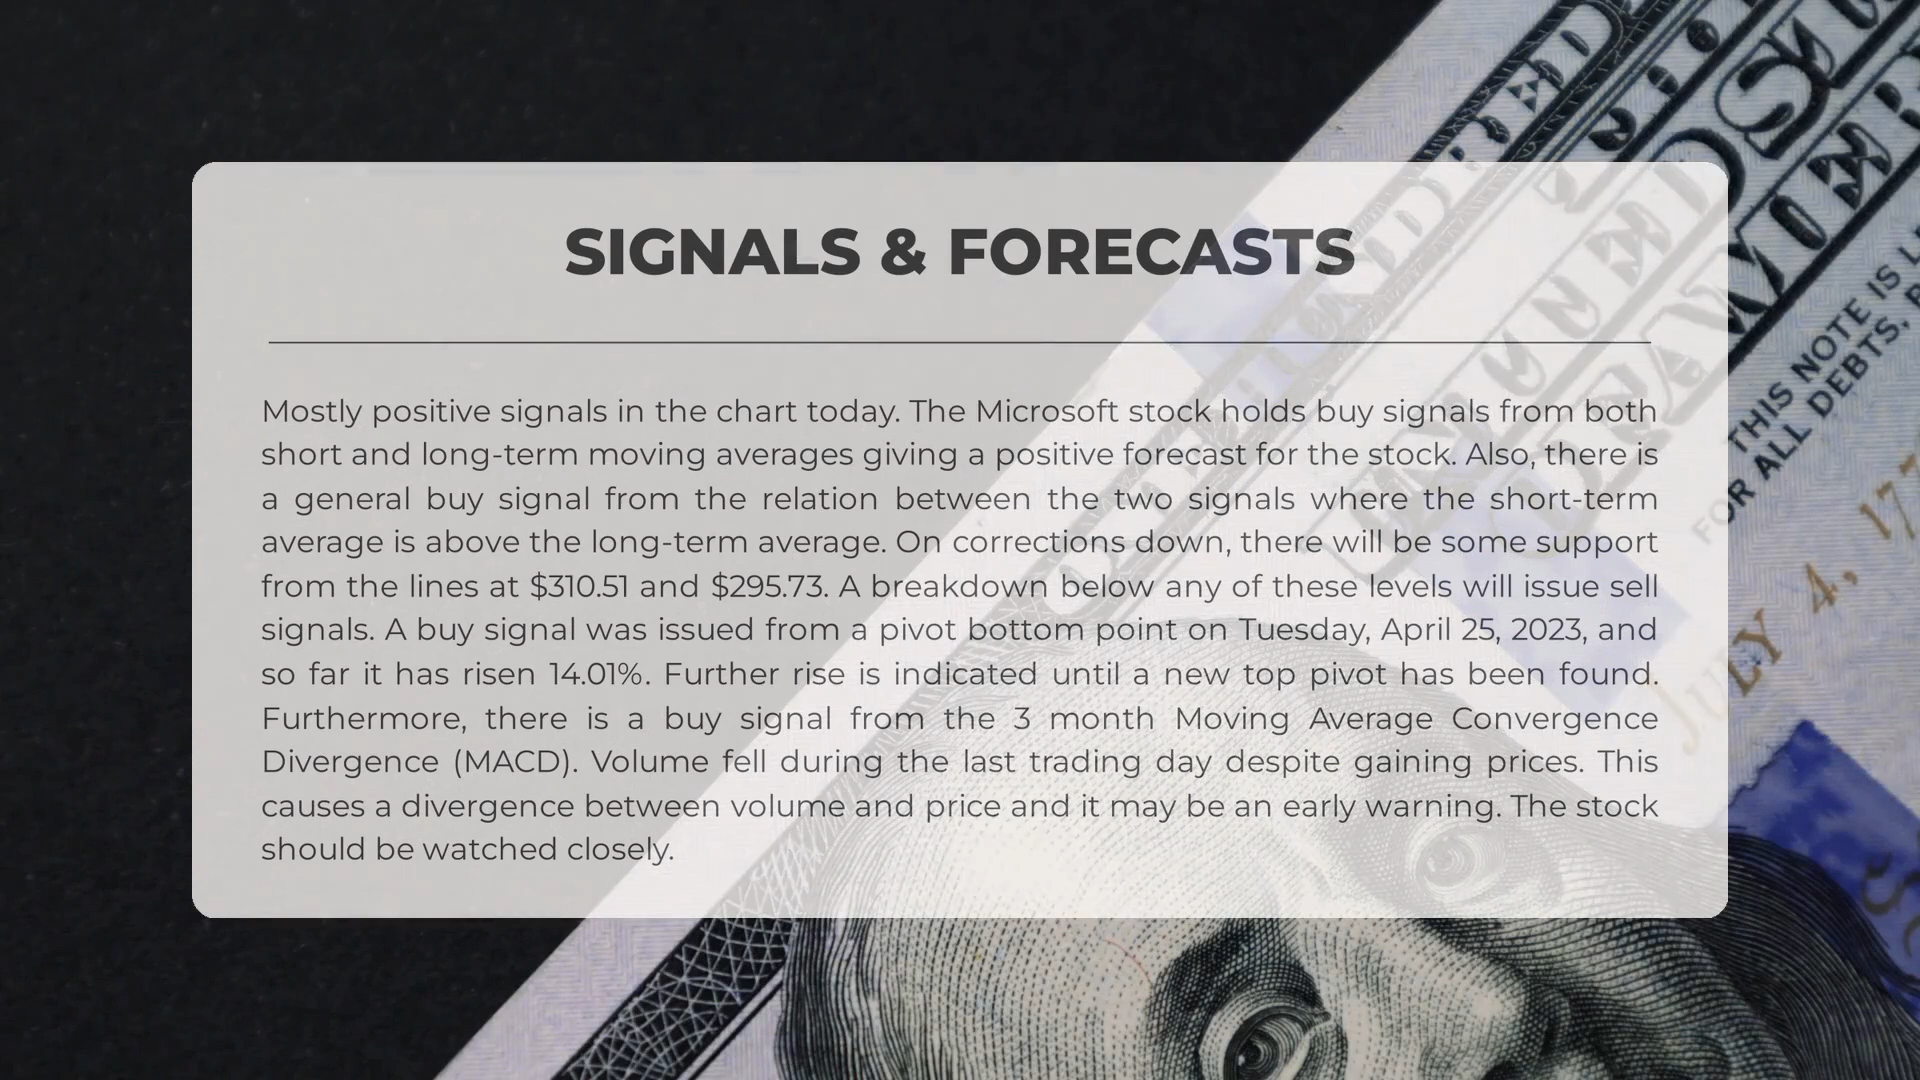 SIGNALS & FORECASTS
Mostly positive signals in the chart today. The Microsoft stock holds buy signals from both
short and long-term moving averages giving a positive forecast for the stock. Also, there is
a general buy signal from the relation between the two signals where the short-term
average is above the long-term average. On corrections down, there will be some support
from the lines at $310.51 and $295.73. A breakdown below any of these levels will issue sell
signals. A buy signal was issued from a pivot bottom point on Tuesday, April 25, 2023, and
so far it has risen 14.01%. Further rise is indicated until a new top pivot has been found.
Furthermore, there is a buy signal from the 3 month Moving Average Convergence
Divergence (MACD). Volume fell during the last trading day despite gaining prices. This
causes a divergence between volume and price and it may be an early warning. The stock
should be watched closely.
THIS NOTE IS
FOR ALL DEBTS,
JULY 4,